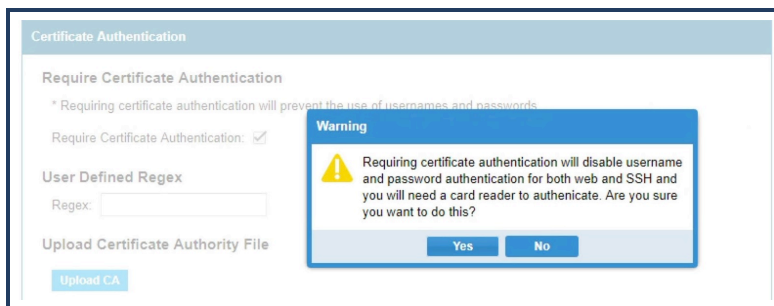 Certificate Authentication
Require Certificate Authentication
* Requiring certificate authentication will prevent the use of usernames and passwords
Require Certificate Authentication:
Warning
Requiring certificate authentication will disable username
and password authentication for both web and SSH and
you will need a card reader to authenicate. Are you sure
you want to do this?
Yes No
User Defined Regex
Regex:
Upload Certificate Authority File
Upload CA